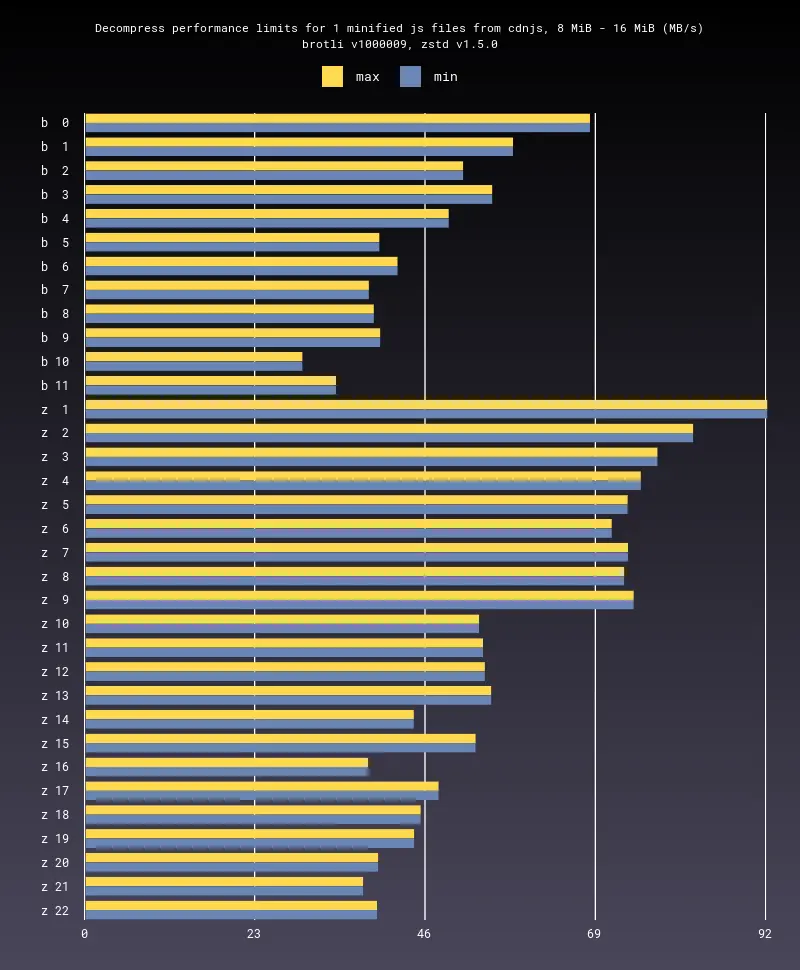 Decompress performance limits for 1 minified js files from cdnjs, 8 MiB - 16 MiB (MB/s)
brotli v1000009, zstd v1.5.0
max min
b 0
b 1
b 2
b 3
b 4
b 5
b 6
b 7
b 8
b 9
b 10
b 11
z 1
z 2
z 3
z 4
z 5
z 6
z 7
z 8
z 9
z 10
z 11
z 12
z 13
z 14
z 15
z 16
z 17
z 18
z 19
z 20
z 21
z 22
0 23 46 69 92